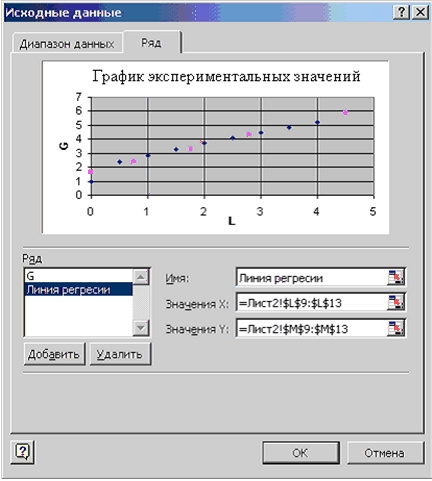 Исходные данные
Диапазон данных
Ряд
График экспериментальных значений
7
6
5
4
3
2
1
0
G
0 1 2 3 4 5
L
Ряд
G
Линия регресии
Имя: Линия регресии
Значения X: =Лист2!$L$9:$L$13
Значения Y: =Лист2!$M$9:$M$13
Добавить Удалить
ОК Отмена